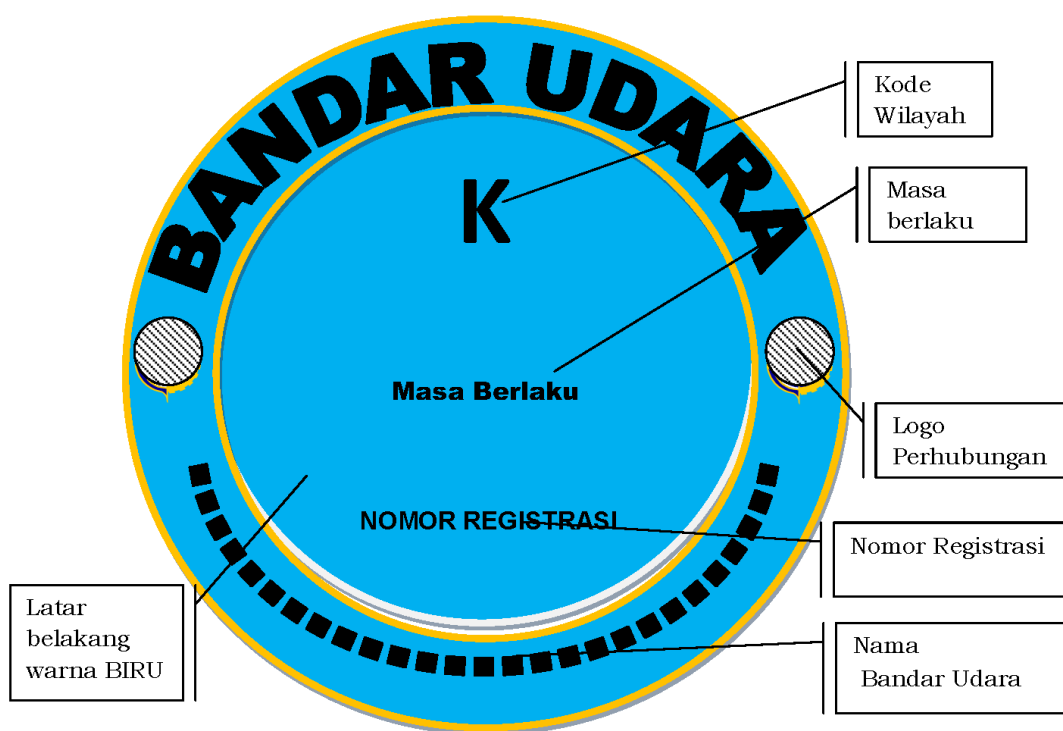 BANDAR UDARA
K
Kode
Wilayah
Masa
berlaku
Masa Berlaku
Logo
Perhubungan
NOMOR REGISTRASI
Nomor Registrasi
Latar
belakang
warna BIRU
Nama
Bandar Udara